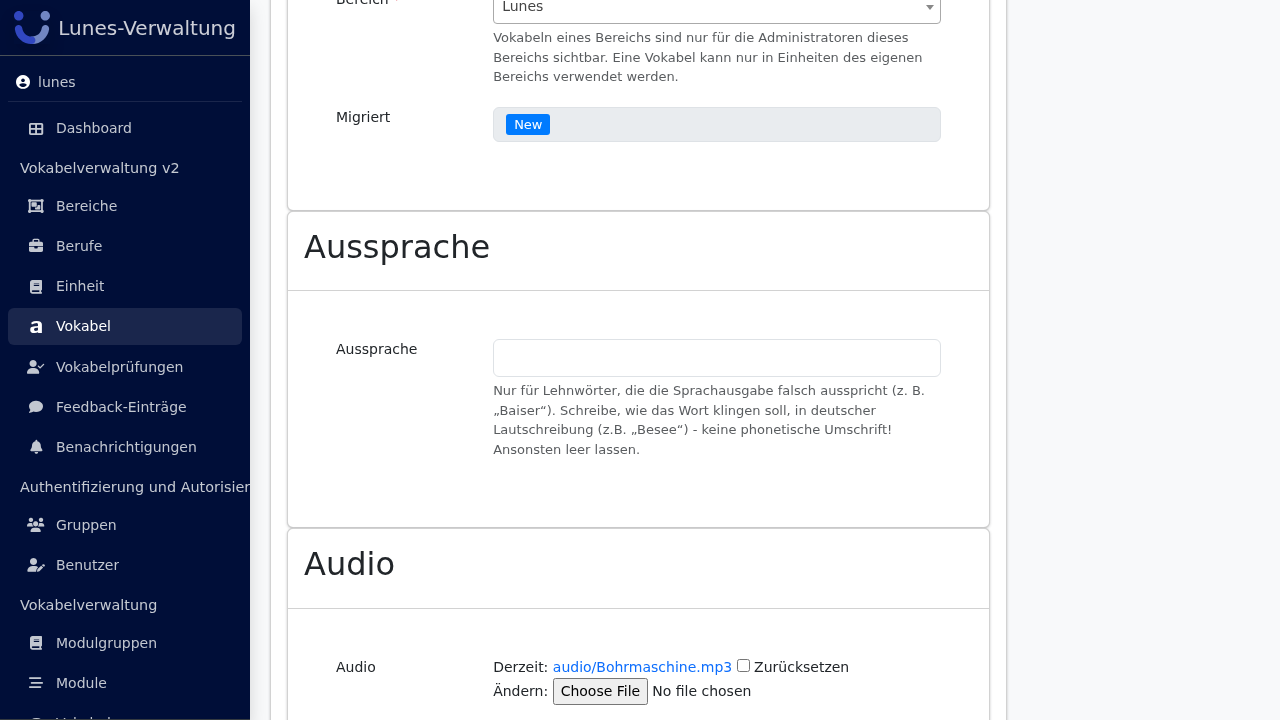 Lunes-Verwaltung
lunes
Dashboard
Vokabelverwaltung v2
Bereiche
Berufe
Einheit
Vokabel
Vokabelprüfungen
Feedback-Einträge
Benachrichtigungen
Authentifizierung und Autorisier
Gruppen
Benutzer
Vokabelverwaltung
Modulgruppen
Module
Bereich *
Lunes
Vokabeln eines Bereichs sind nur für die Administratoren dieses
Bereichs sichtbar. Eine Vokabel kann nur in Einheiten des eigenen
Bereichs verwendet werden.
Migriert
New
Aussprache
Aussprache
Nur für Lehnwörter, die die Sprachausgabe falsch ausspricht (z. B.
„Baiser“). Schreibe, wie das Wort klingen soll, in deutscher
Lautschreibung (z.B. „Besee“) - keine phonetische Umschrift!
Ansonsten leer lassen.
Audio
Audio
Derzeit: audio/Bohrmaschine.mp3 Zurücksetzen
Ändern: Choose File No file chosen